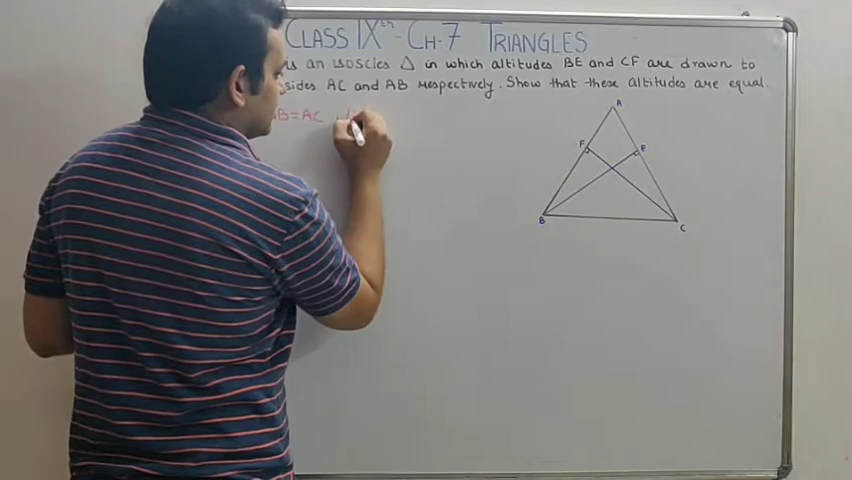 CLASS IXth - CH-7 TRIANGLES
is an isoscles △ in which altitudes BE and CF are drawn to
sides AC and AB respectively. Show that these altitudes are equal.
B=AC
A
F
E
B
C